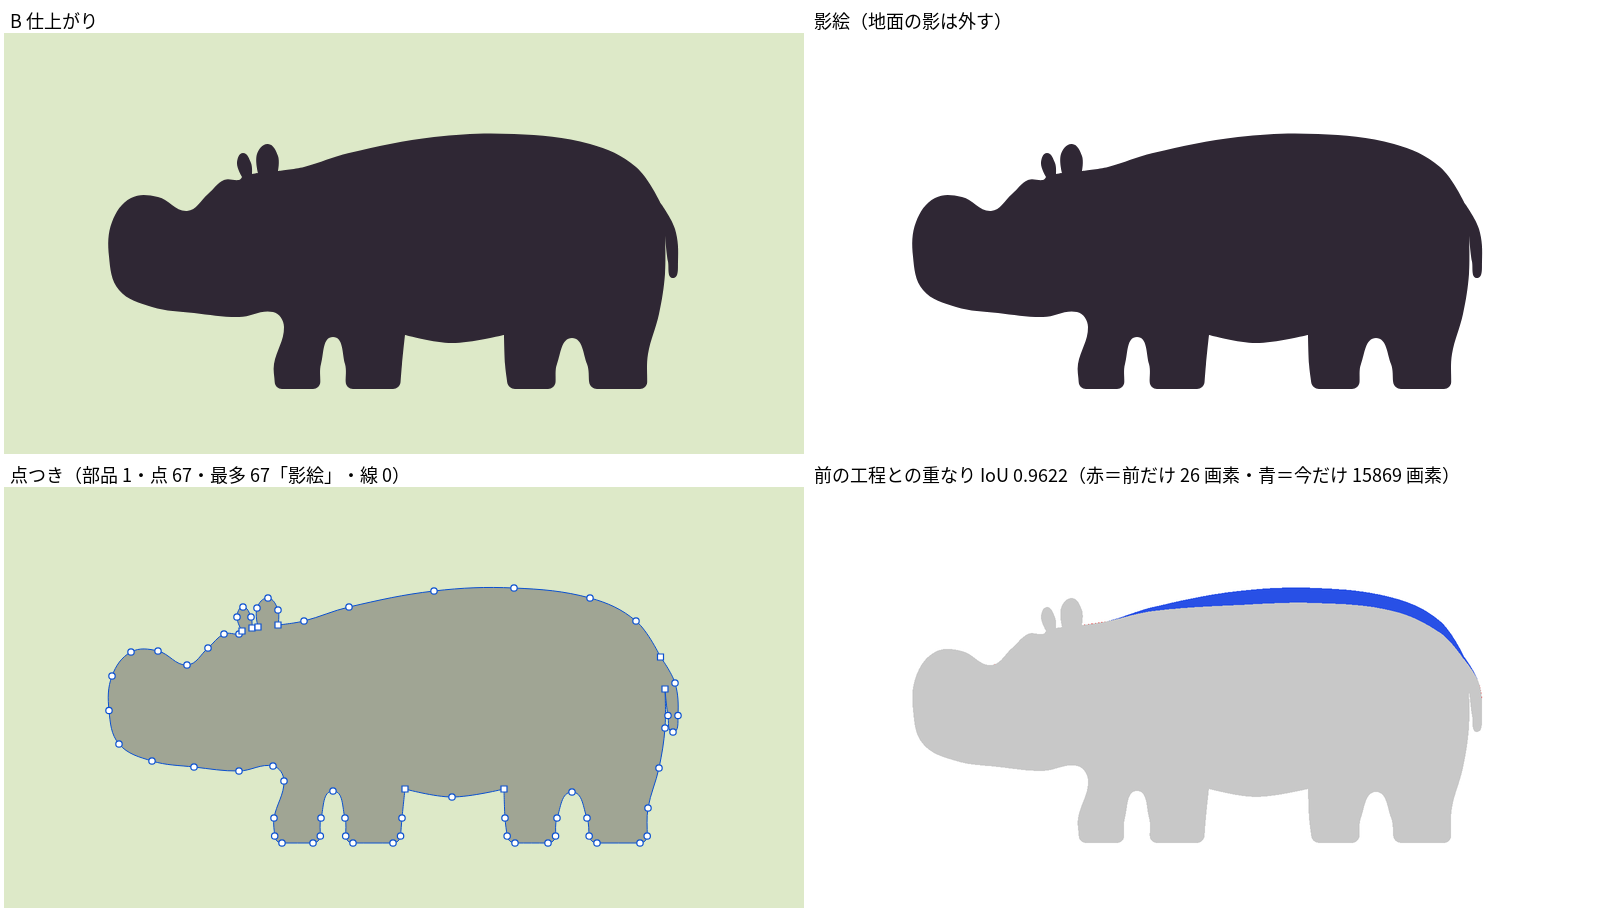 B 仕上がり
影絵（地面の影は外す）
点つき（部品 1・点 67・最多 67「影絵」・線 0）
前の工程との重なり IoU 0.9622（赤＝前だけ 26 画素・青＝今だけ 15869 画素）